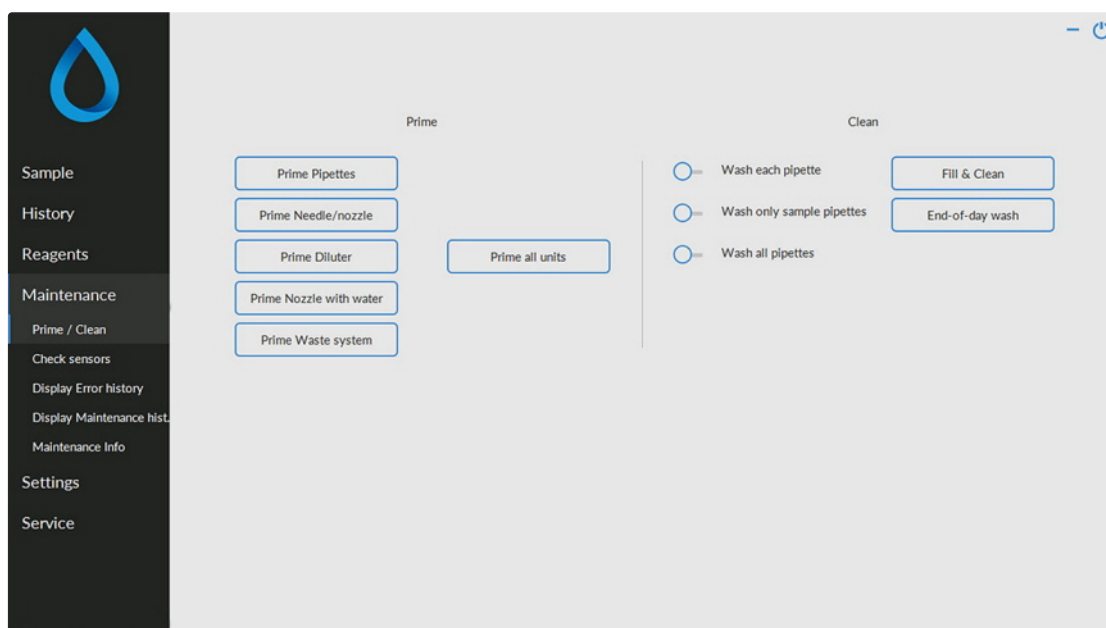 Sample
History
Reagents
Maintenance
Prime / Clean
Check sensors
Display Error history
Display Maintenance hist.
Maintenance Info
Settings
Service
Prime
Prime Pipettes
Prime Needle/nozzle
Prime Diluter
Prime Nozzle with water
Prime Waste system
Prime all units
Clean
Wash each pipette
Wash only sample pipettes
Wash all pipettes
Fill & Clean
End-of-day wash